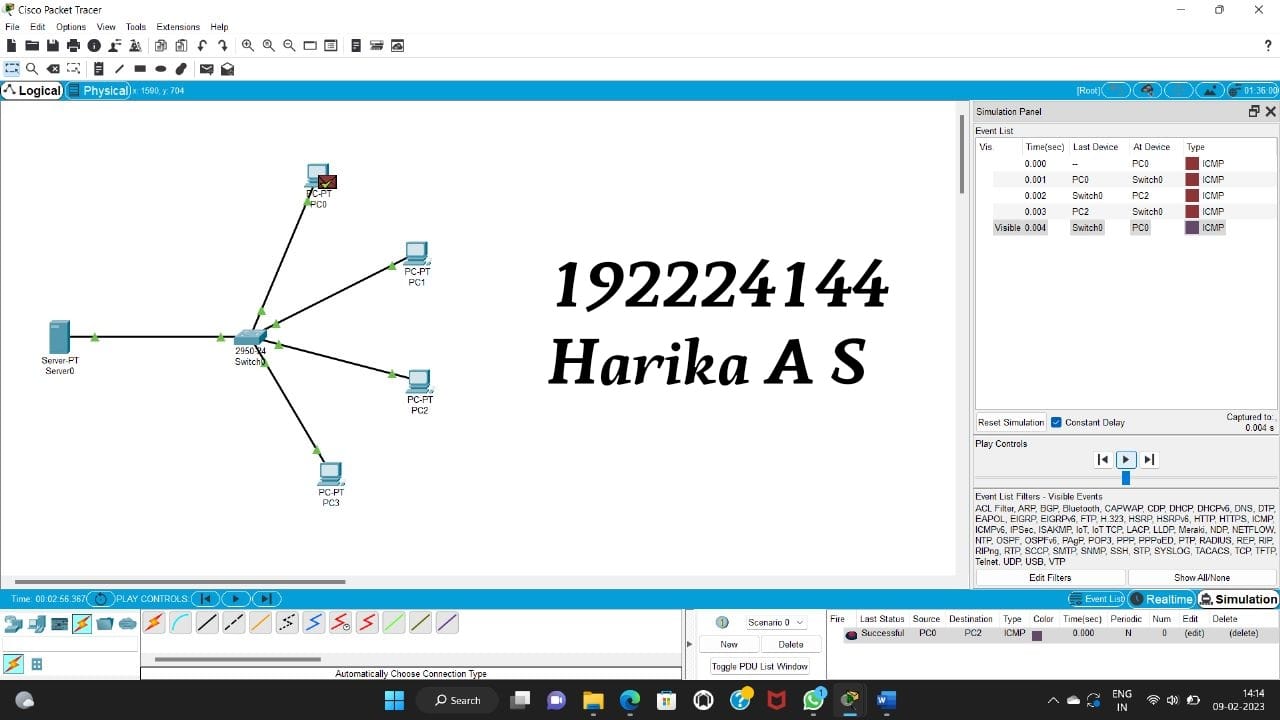 Cisco Packet Tracer
File Edit Options View Tools Extensions Help
?
Logical Physical x: 1590, y: 704 [Root] 01:36:00
PC-PT
PC0
PC-PT
PC1
Server-PT
Server0
2950-24
Switch0
PC-PT
PC2
PC-PT
PC3
192224144
Harika A S
Simulation Panel
Event List
Vis. Time(sec) Last Device At Device Type
0.000 -- PC0 ICMP
0.001 PC0 Switch0 ICMP
0.002 Switch0 PC2 ICMP
0.003 PC2 Switch0 ICMP
Visible 0.004 Switch0 PC0 ICMP
Reset Simulation Constant Delay Captured to:
0.004 s
Play Controls
Event List Filters - Visible Events
ACL Filter, ARP, BGP, Bluetooth, CAPWAP, CDP, DHCP, DHCPv6, DNS, DTP,
EAPOL, EIGRP, EIGRPv6, FTP, H.323, HSRP, HSRPv6, HTTP, HTTPS, ICMP,
ICMPv6, IPSec, ISAKMP, IoT, IoT TCP, LACP, LLDP, Meraki, NDP, NETFLOW,
NTP, OSPF, OSPFv6, PAgP, POP3, PPP, PPPoED, PTP, RADIUS, REP, RIP,
RIPng, RTP, SCCP, SMTP, SNMP, SSH, STP, SYSLOG, TACACS, TCP, TFTP,
Telnet, UDP, USB, VTP
Edit Filters Show All/None
Time: 00:02:56.367 PLAY CONTROLS: Event List Realtime Simulation
Automatically Choose Connection Type
Scenario 0
New Delete
Toggle PDU List Window
Fire Last Status Source Destination Type Color Time(sec) Periodic Num Edit Delete
Successful PC0 PC2 ICMP 0.000 N 0 (edit) (delete)
Search
1
ENG
IN
14:14
09-02-2023